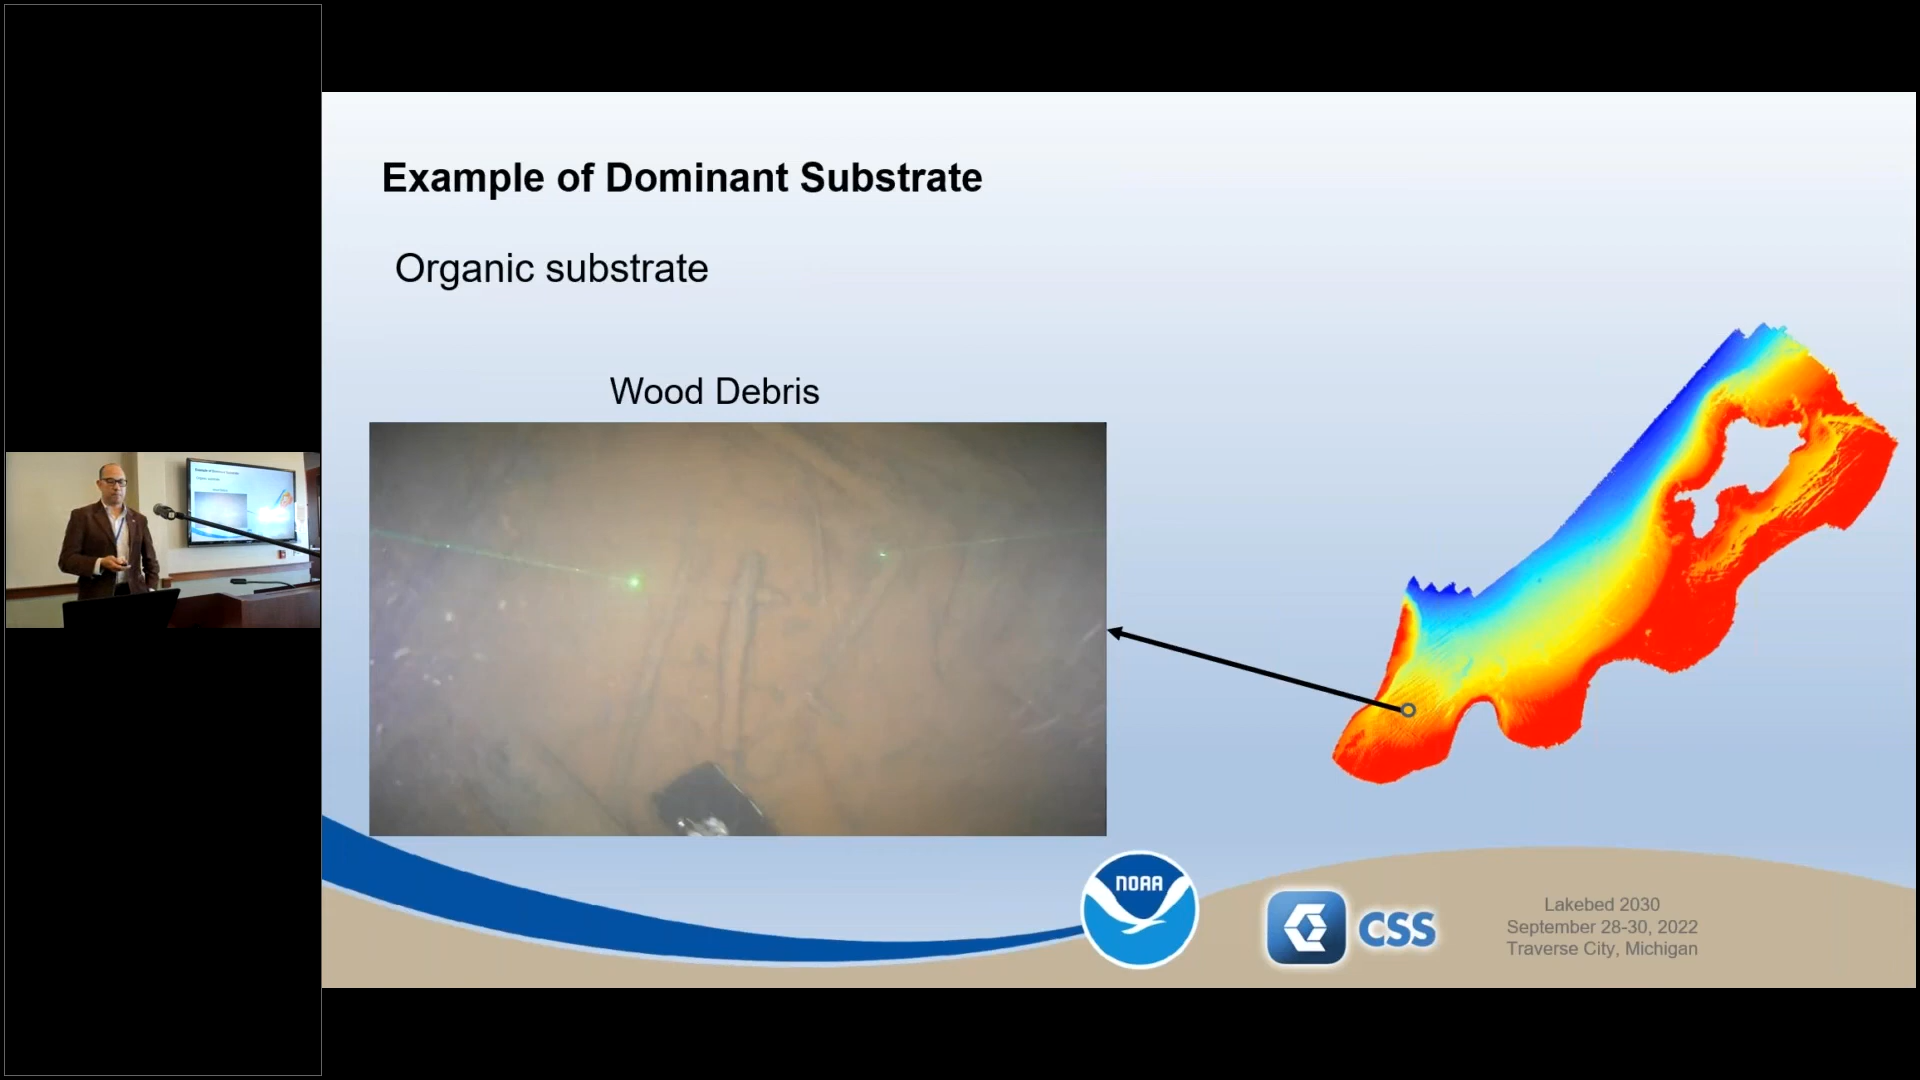 Example of Dominant Substrate
Organic substrate
Wood Debris
NOAA
CSS
Lakebed 2030
September 28-30, 2022
Traverse City, Michigan